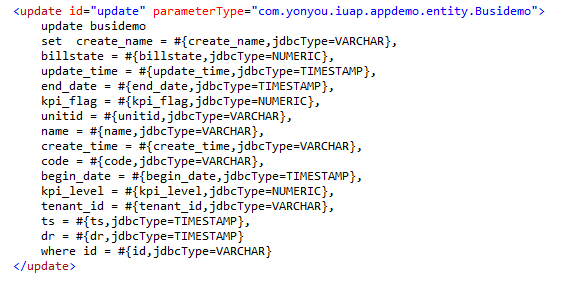 <update id="update" parameterType="com.yonyou.iuap.appdemo.entity.Busidemo">
update busidemo
set  create_name = #{create_name,jdbcType=VARCHAR},
billstate = #{billstate,jdbcType=NUMERIC},
update_time = #{update_time,jdbcType=TIMESTAMP},
end_date = #{end_date,jdbcType=TIMESTAMP},
kpi_flag = #{kpi_flag,jdbcType=NUMERIC},
unitid = #{unitid,jdbcType=VARCHAR},
name = #{name,jdbcType=VARCHAR},
create_time = #{create_time,jdbcType=VARCHAR},
code = #{code,jdbcType=VARCHAR},
begin_date = #{begin_date,jdbcType=TIMESTAMP},
kpi_level = #{kpi_level,jdbcType=NUMERIC},
tenant_id = #{tenant_id,jdbcType=VARCHAR},
ts = #{ts,jdbcType=TIMESTAMP},
dr = #{dr,jdbcType=TIMESTAMP}
where id = #{id,jdbcType=VARCHAR}
</update>